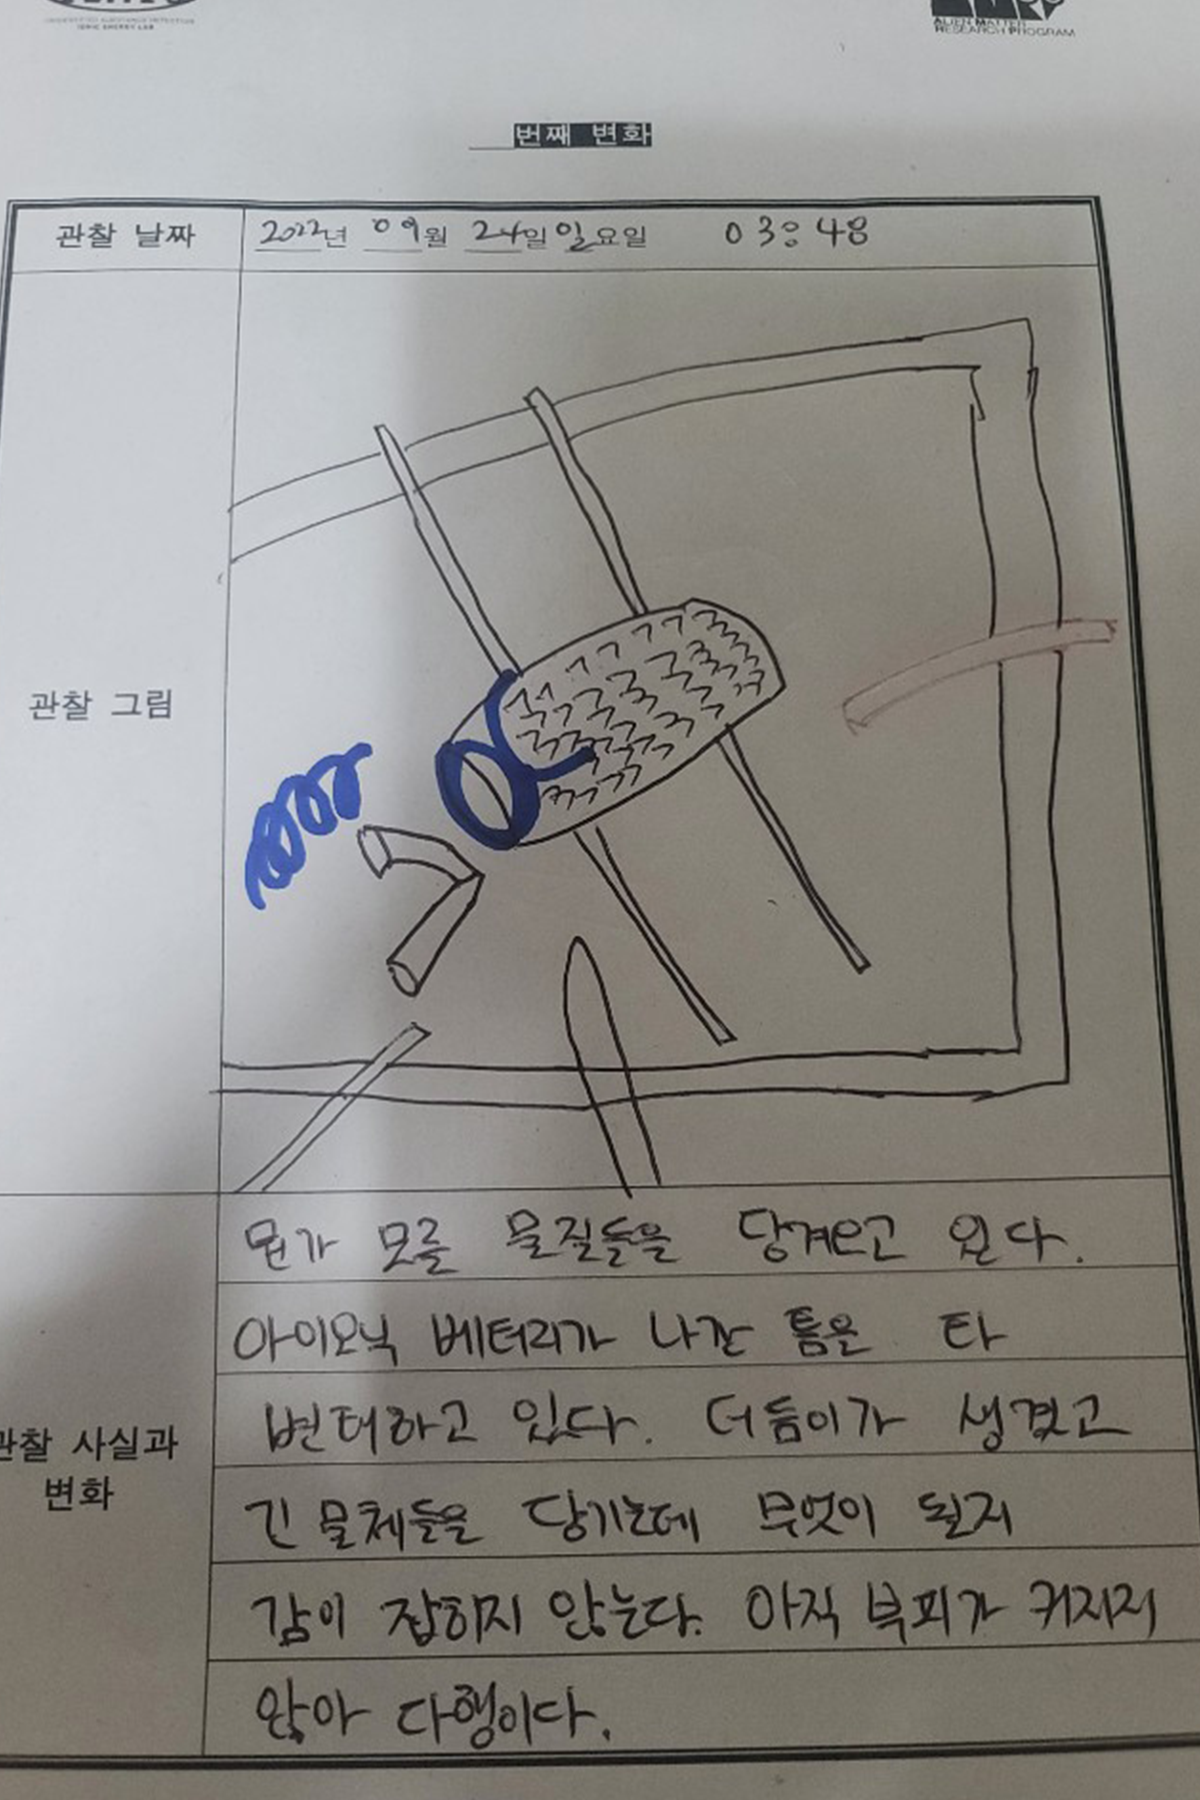 IONIC ENERGY LAB
ALIEN MATTER
RESEARCH PROGRAM
번째 변화
관찰 날짜
2022년 09월 24일 일요일 03:48
관찰 그림
뭔가 모를 물질들을 당겨오고 있다.
아이오닉 베터리가 나간 틈은 타
변태하고 있다. 더듬이가 생겼고
긴 물체들을 당기는데 무엇이 될지
감이 잡히지 않는다. 아직 부피가 커지지
않아 다행이다.
관찰 사실과
변화